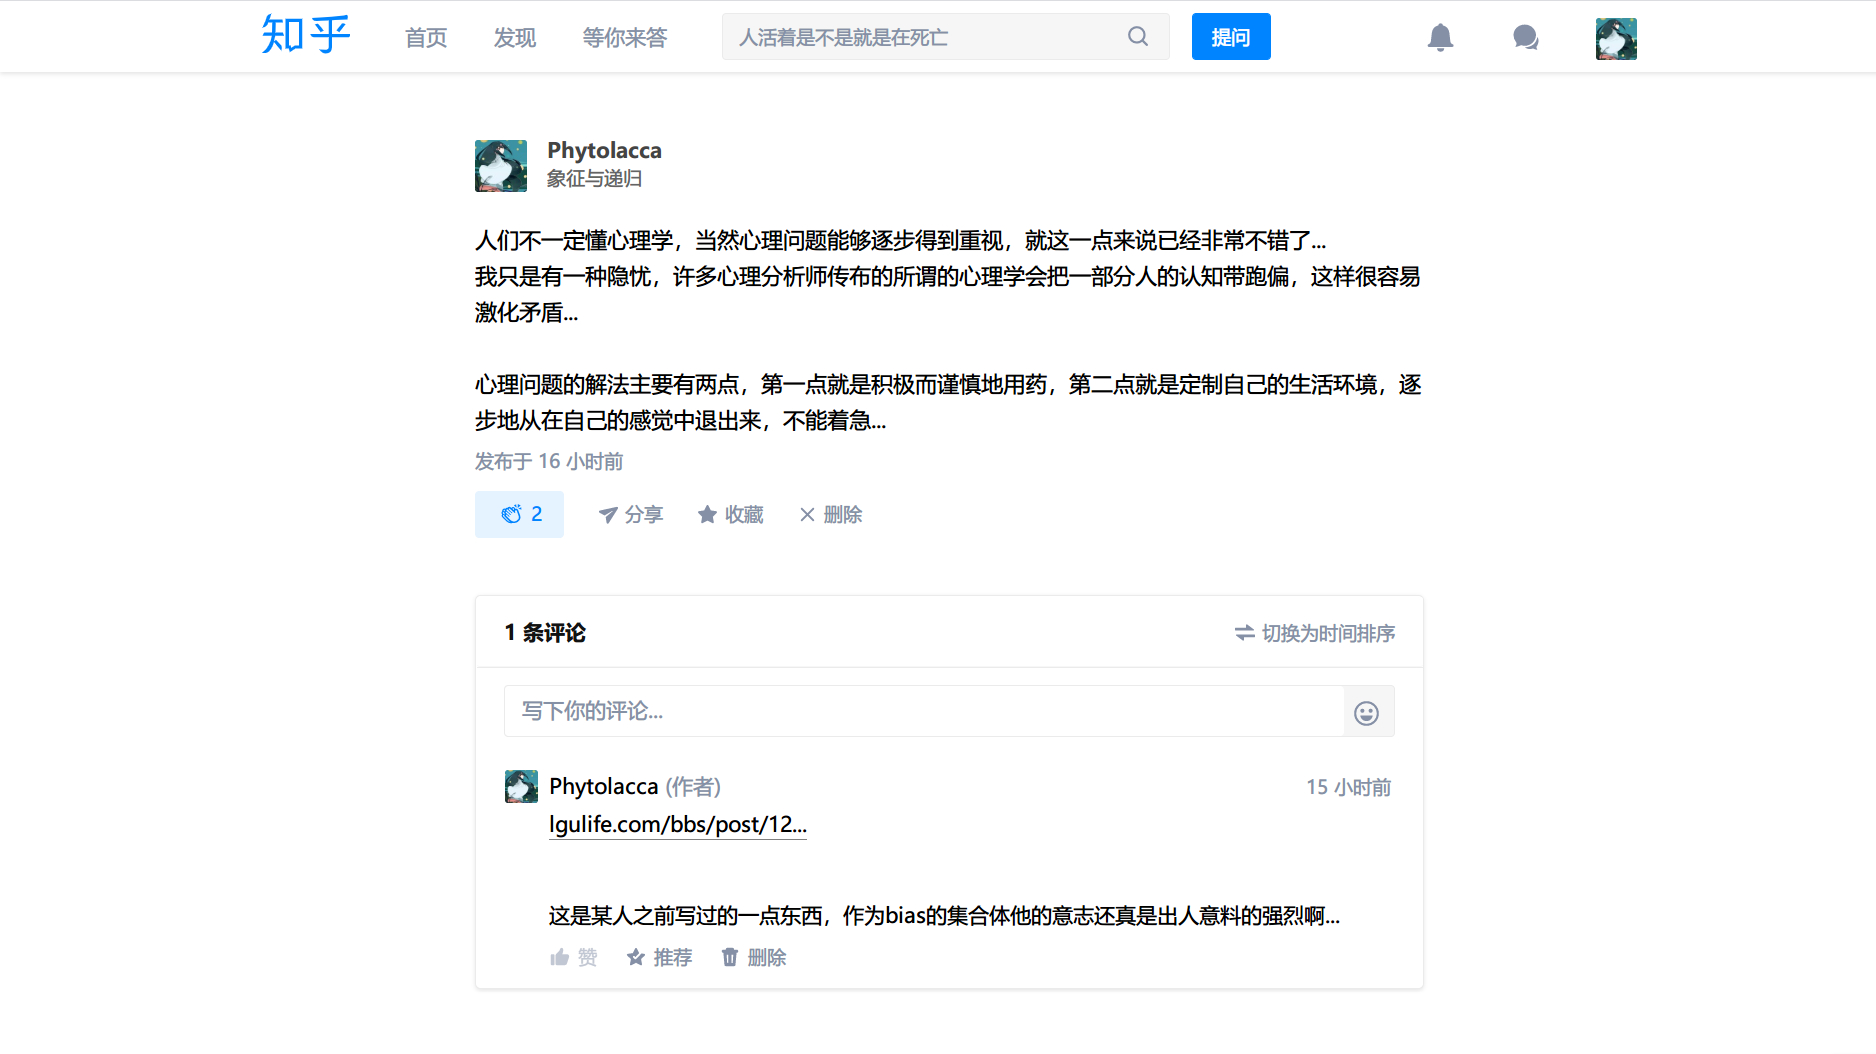 知乎 首页 发现 等你来答 人活着是不是就是在死亡 提问
Phytolacca
象征与递归
人们不一定懂心理学，当然心理问题能够逐步得到重视，就这一点来说已经非常不错了...
我只是有一种隐忧，许多心理分析师传布的所谓的心理学会把一部分人的认知带跑偏，这样很容易
激化矛盾...
心理问题的解法主要有两点，第一点就是积极而谨慎地用药，第二点就是定制自己的生活环境，逐
步地从在自己的感觉中退出来，不能着急...
发布于 16 小时前
2 分享 收藏 删除
1 条评论 切换为时间排序
写下你的评论...
Phytolacca (作者) 15 小时前
lgulife.com/bbs/post/12...
这是某人之前写过的一点东西，作为bias的集合体他的意志还真是出人意料的强烈啊...
赞 推荐 删除